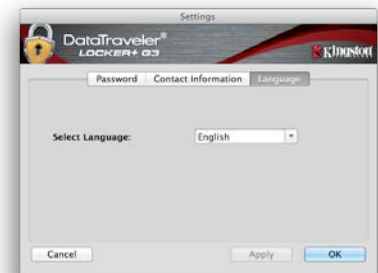 Settings
DataTraveler®
LOCKER+ G3
Kingston
Password Contact Information Language
Select Language: English
Cancel Apply OK